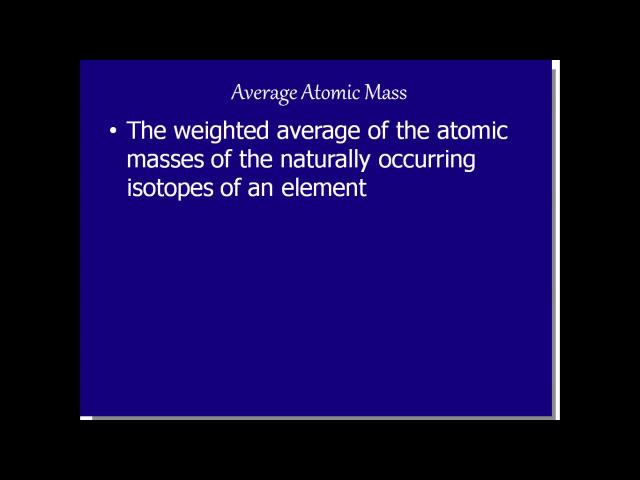 Average Atomic Mass
• The weighted average of the atomic
masses of the naturally occurring
isotopes of an element